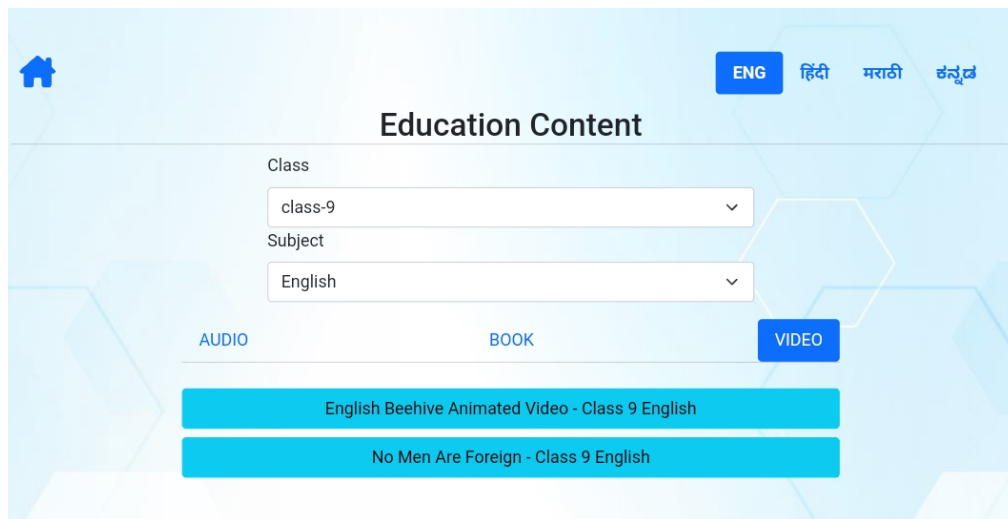 ENG हिंदी मराठी ಕನ್ನಡ
Education Content
Class
class-9
Subject
English
AUDIO BOOK VIDEO
English Beehive Animated Video - Class 9 English
No Men Are Foreign - Class 9 English